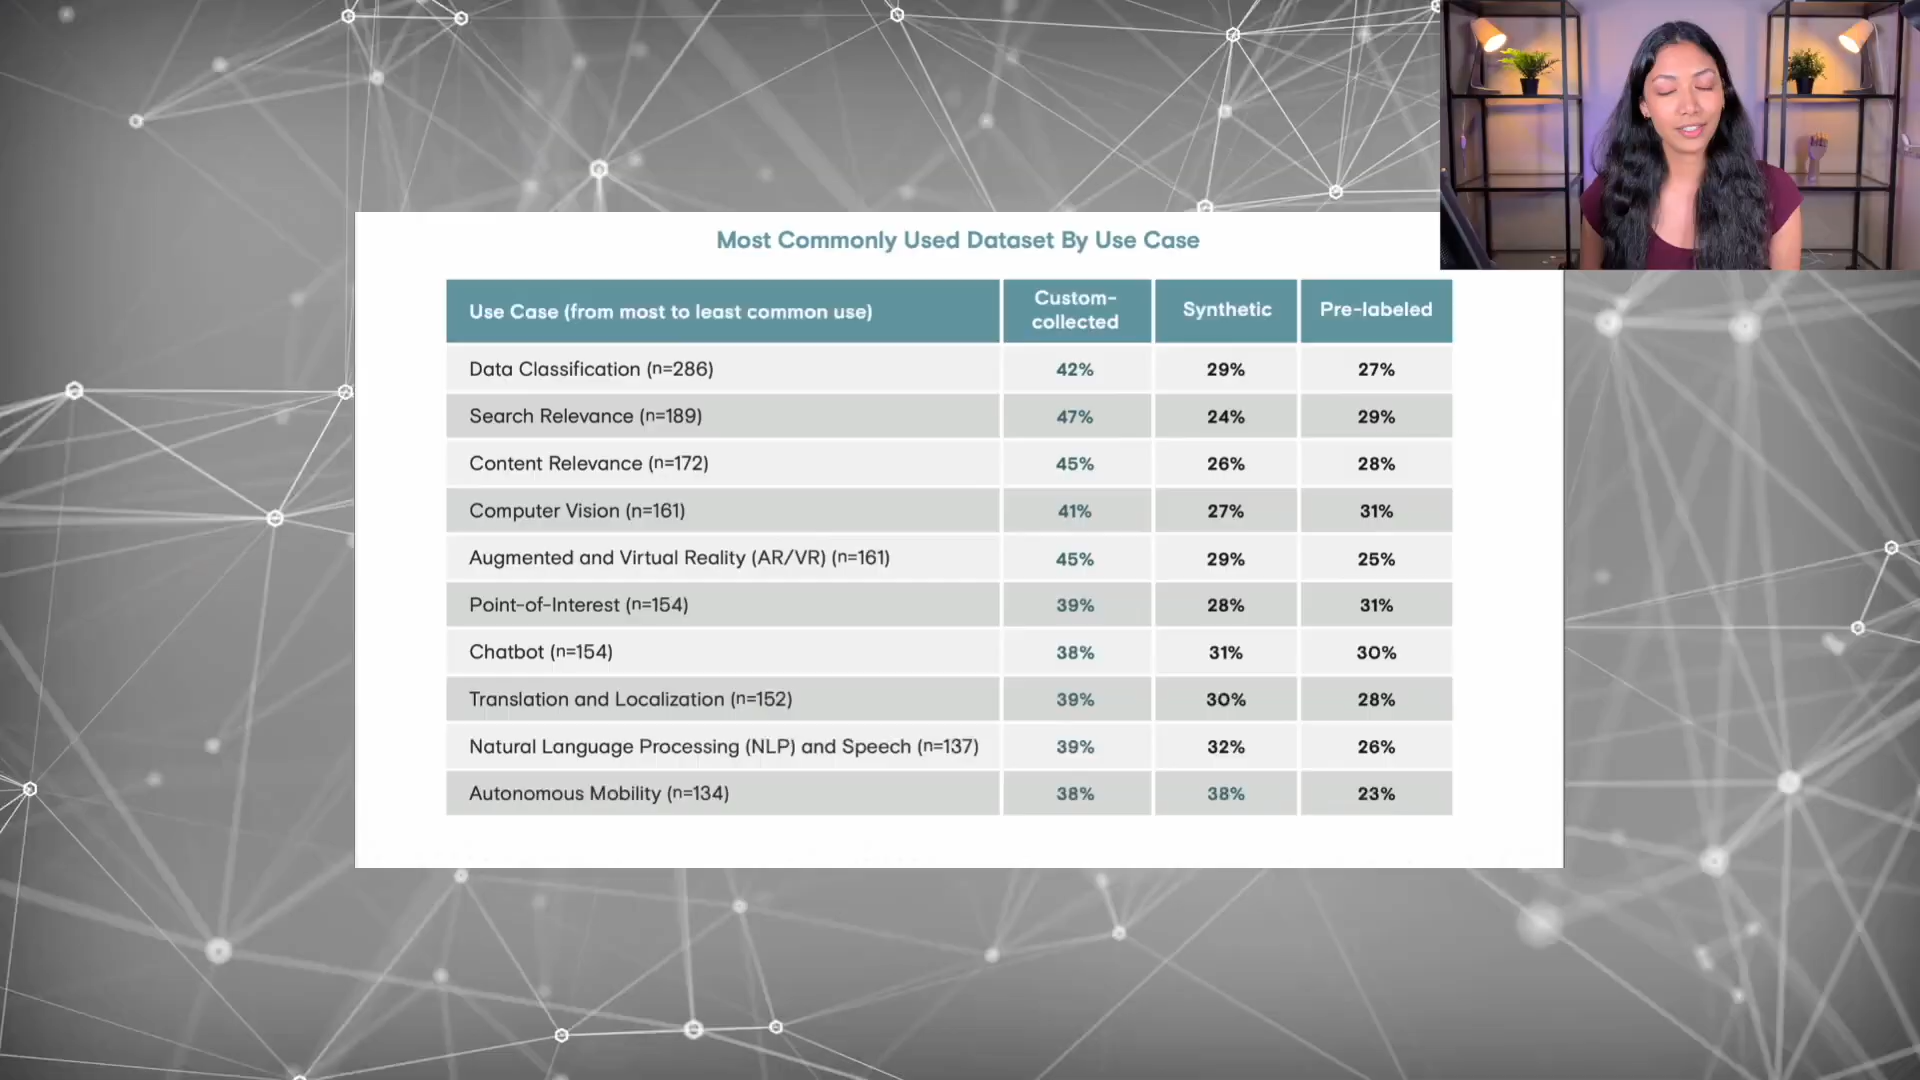 Most Commonly Used Dataset By Use Case
Use Case (from most to least common use) Custom-collected Synthetic Pre-labeled
Data Classification (n=286) 42% 29% 27%
Search Relevance (n=189) 47% 24% 29%
Content Relevance (n=172) 45% 26% 28%
Computer Vision (n=161) 41% 27% 31%
Augmented and Virtual Reality (AR/VR) (n=161) 45% 29% 25%
Point-of-Interest (n=154) 39% 28% 31%
Chatbot (n=154) 38% 31% 30%
Translation and Localization (n=152) 39% 30% 28%
Natural Language Processing (NLP) and Speech (n=137) 39% 32% 26%
Autonomous Mobility (n=134) 38% 38% 23%